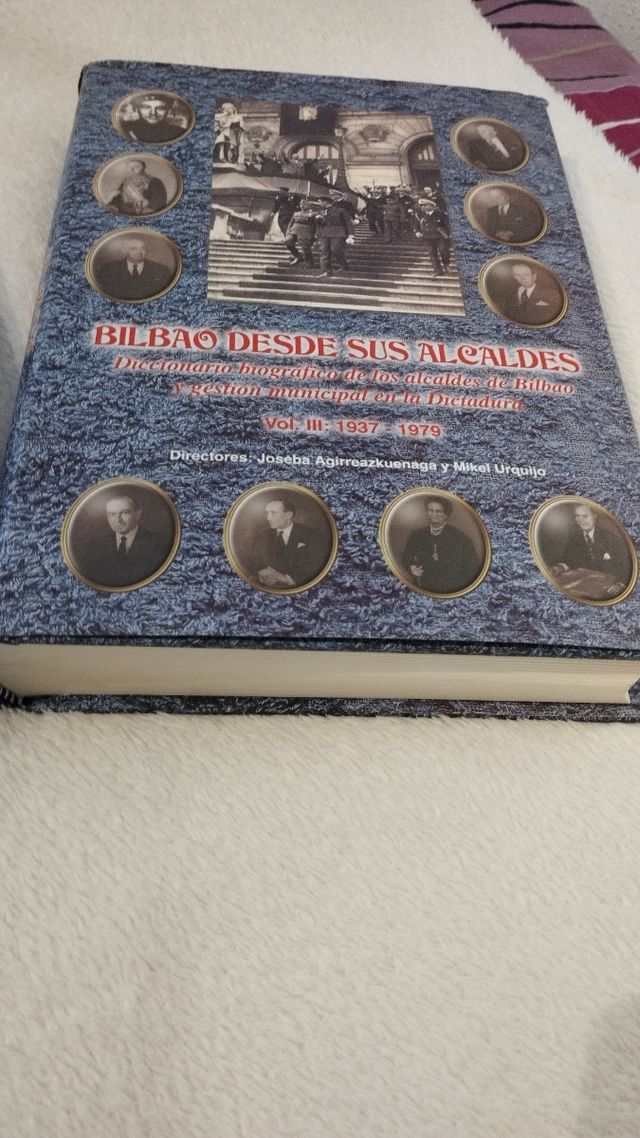 BILBAO DESDE SUS ALCALDES
Diccionario biográfico de los alcaldes de Bilbao
y gestión municipal en la Dictadura
Vol. III: 1937 - 1979
Directores: Joseba Agirreazkuenaga y Mikel Urquijo